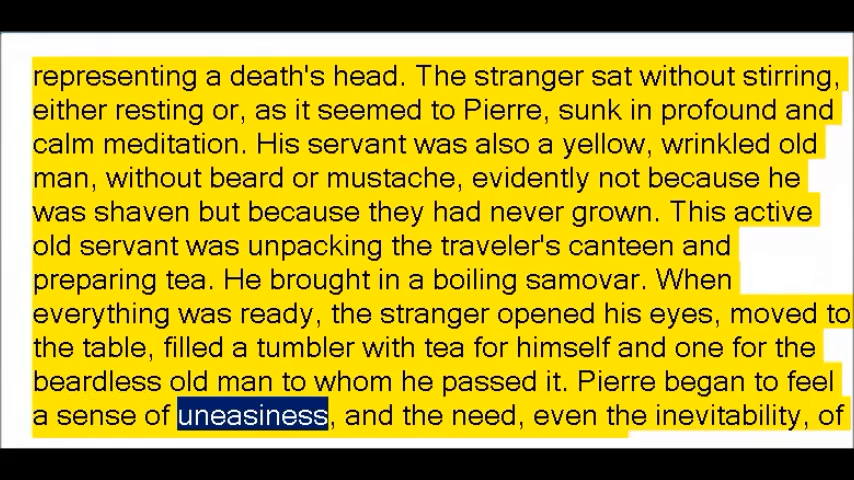 representing a death's head. The stranger sat without stirring,
either resting or, as it seemed to Pierre, sunk in profound and
calm meditation. His servant was also a yellow, wrinkled old
man, without beard or mustache, evidently not because he
was shaven but because they had never grown. This active
old servant was unpacking the traveler's canteen and
preparing tea. He brought in a boiling samovar. When
everything was ready, the stranger opened his eyes, moved to
the table, filled a tumbler with tea for himself and one for the
beardless old man to whom he passed it. Pierre began to feel
a sense of uneasiness, and the need, even the inevitability, of